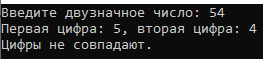 Введите двузначное число: 54
Первая цифра: 5, вторая цифра: 4
Цифры не совпадают.